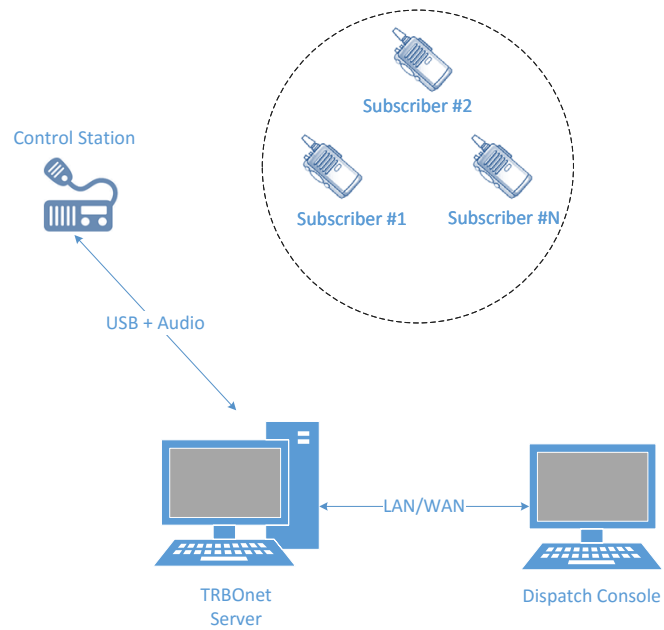 Subscriber #2
Control Station
Subscriber #1
Subscriber #N
USB + Audio
LAN/WAN
TRBOnet
Server
Dispatch Console